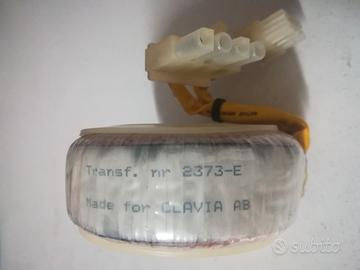 Transf. nr 2373-E
Made for CLAVIA AB
subito